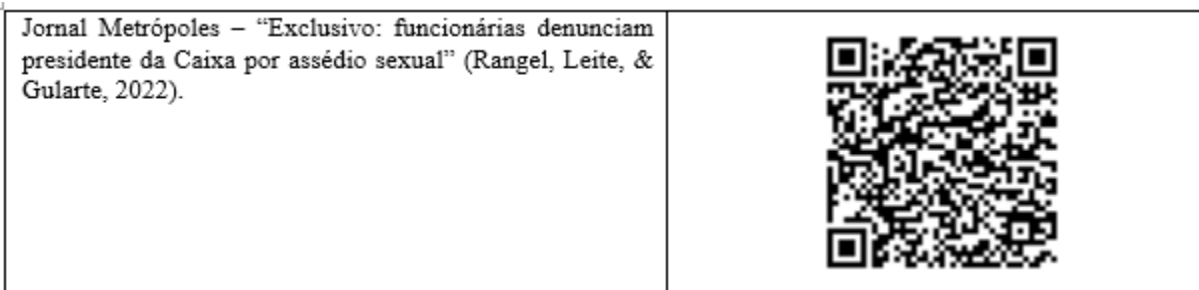 Jornal Metrópoles – “Exclusivo: funcionárias denunciam
presidente da Caixa por assédio sexual” (Rangel, Leite, &
Gularte, 2022).